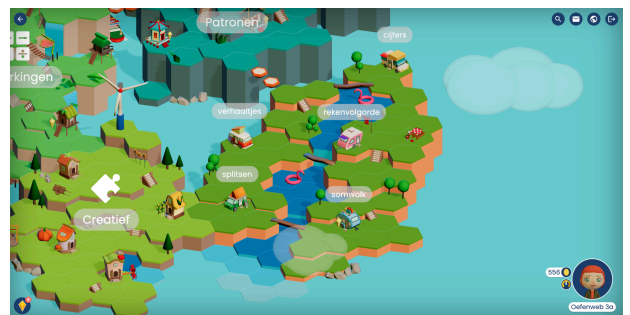 Patronen
cijfers
rkingen
verhaaltjes
rekenvolgorde
splitsen
somwolk
Creatief
556
Oefenweb 3a